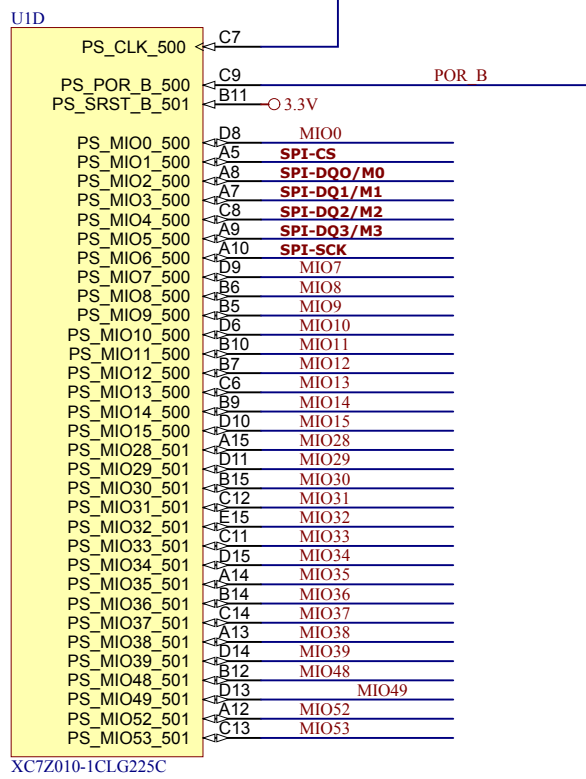 U1D
PS_CLK_500 C7
PS_POR_B_500 C9 POR_B
PS_SRST_B_501 B11 3.3V
PS_MIO0_500 D8 MIO0
PS_MIO1_500 A5 SPI-CS
PS_MIO2_500 A8 SPI-DQO/M0
PS_MIO3_500 A7 SPI-DQ1/M1
PS_MIO4_500 C8 SPI-DQ2/M2
PS_MIO5_500 A9 SPI-DQ3/M3
PS_MIO6_500 A10 SPI-SCK
PS_MIO7_500 D9 MIO7
PS_MIO8_500 B6 MIO8
PS_MIO9_500 B5 MIO9
PS_MIO10_500 D6 MIO10
PS_MIO11_500 B10 MIO11
PS_MIO12_500 B7 MIO12
PS_MIO13_500 C6 MIO13
PS_MIO14_500 B9 MIO14
PS_MIO15_500 D10 MIO15
PS_MIO28_501 A15 MIO28
PS_MIO29_501 D11 MIO29
PS_MIO30_501 B15 MIO30
PS_MIO31_501 C12 MIO31
PS_MIO32_501 E15 MIO32
PS_MIO33_501 C11 MIO33
PS_MIO34_501 D15 MIO34
PS_MIO35_501 A14 MIO35
PS_MIO36_501 B14 MIO36
PS_MIO37_501 C14 MIO37
PS_MIO38_501 A13 MIO38
PS_MIO39_501 D14 MIO39
PS_MIO48_501 B12 MIO48
PS_MIO49_501 D13 MIO49
PS_MIO52_501 A12 MIO52
PS_MIO53_501 C13 MIO53
XC7Z010-1CLG225C